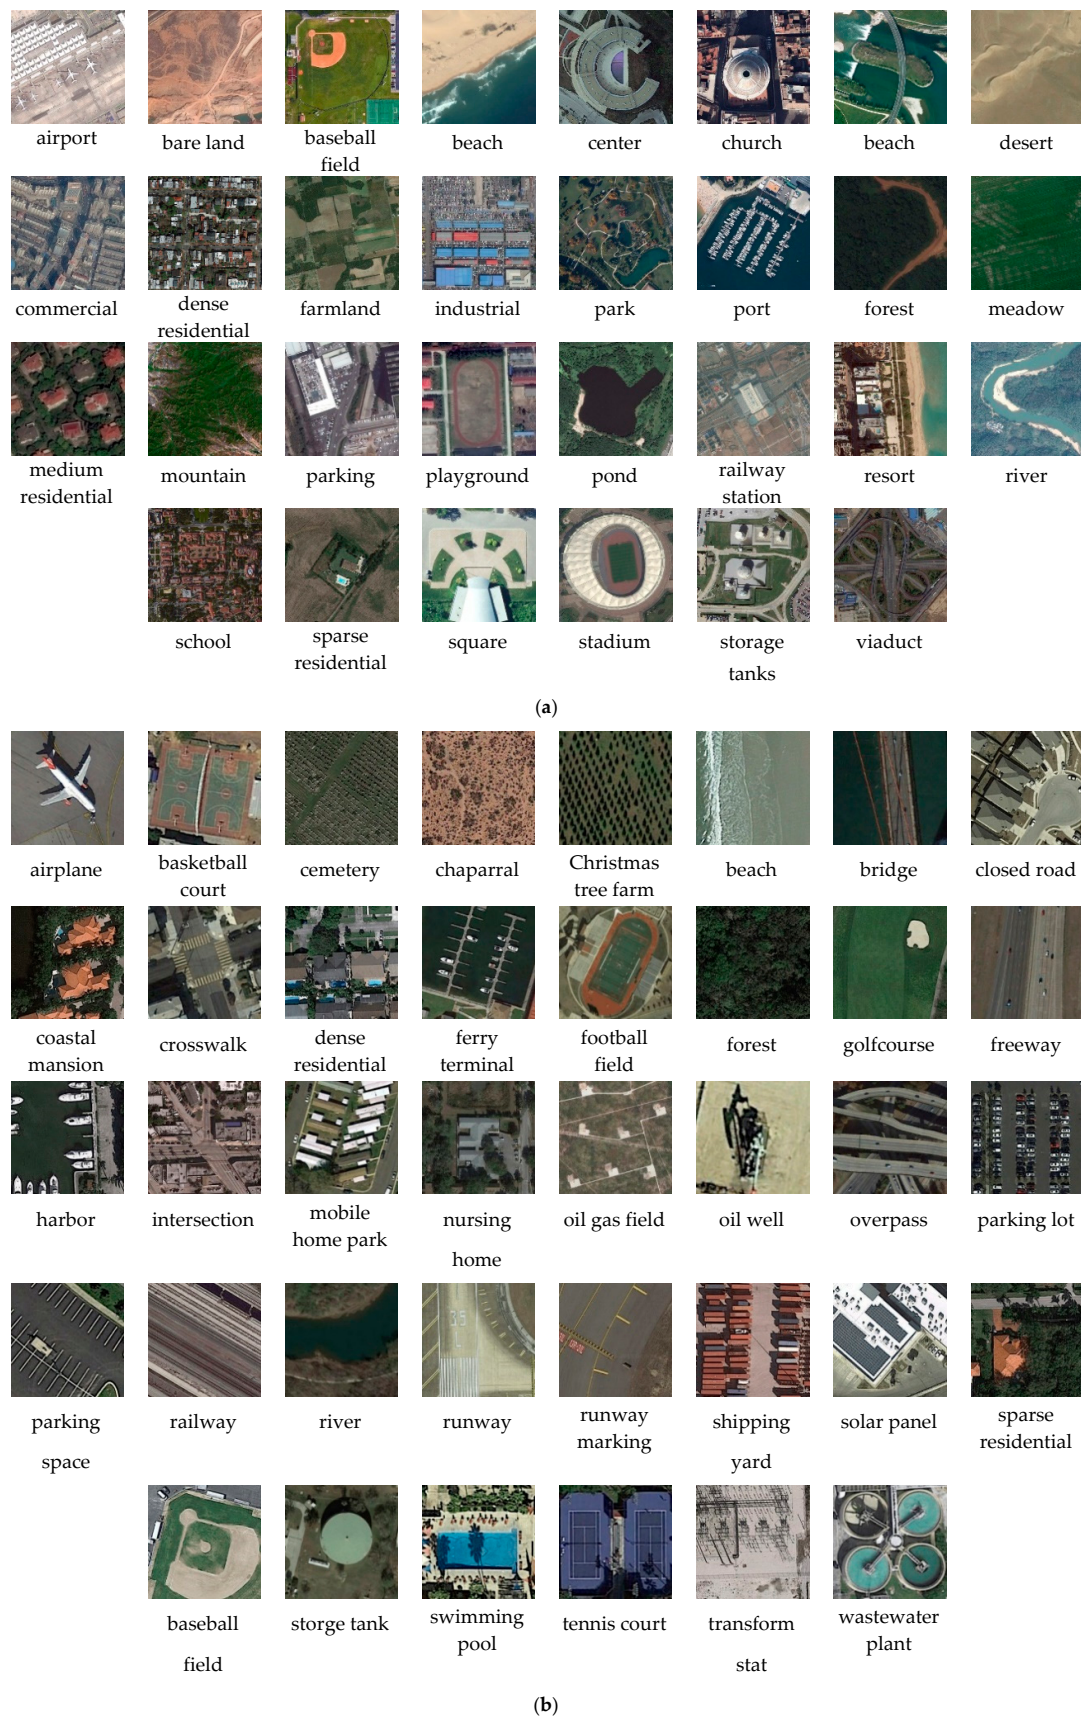 airport bare land baseball field beach center church beach desert
commercial dense residential farmland industrial park port forest meadow
medium residential mountain parking playground pond railway station resort river
school sparse residential square stadium storage tanks viaduct
(a)
airplane basketball court cemetery chaparral Christmas tree farm beach bridge closed road
coastal mansion crosswalk dense residential ferry terminal football field forest golfcourse freeway
harbor intersection mobile home park nursing home oil gas field oil well overpass parking lot
parking space railway river runway runway marking shipping yard solar panel sparse residential
baseball field storge tank swimming pool tennis court transform stat wastewater plant
(b)